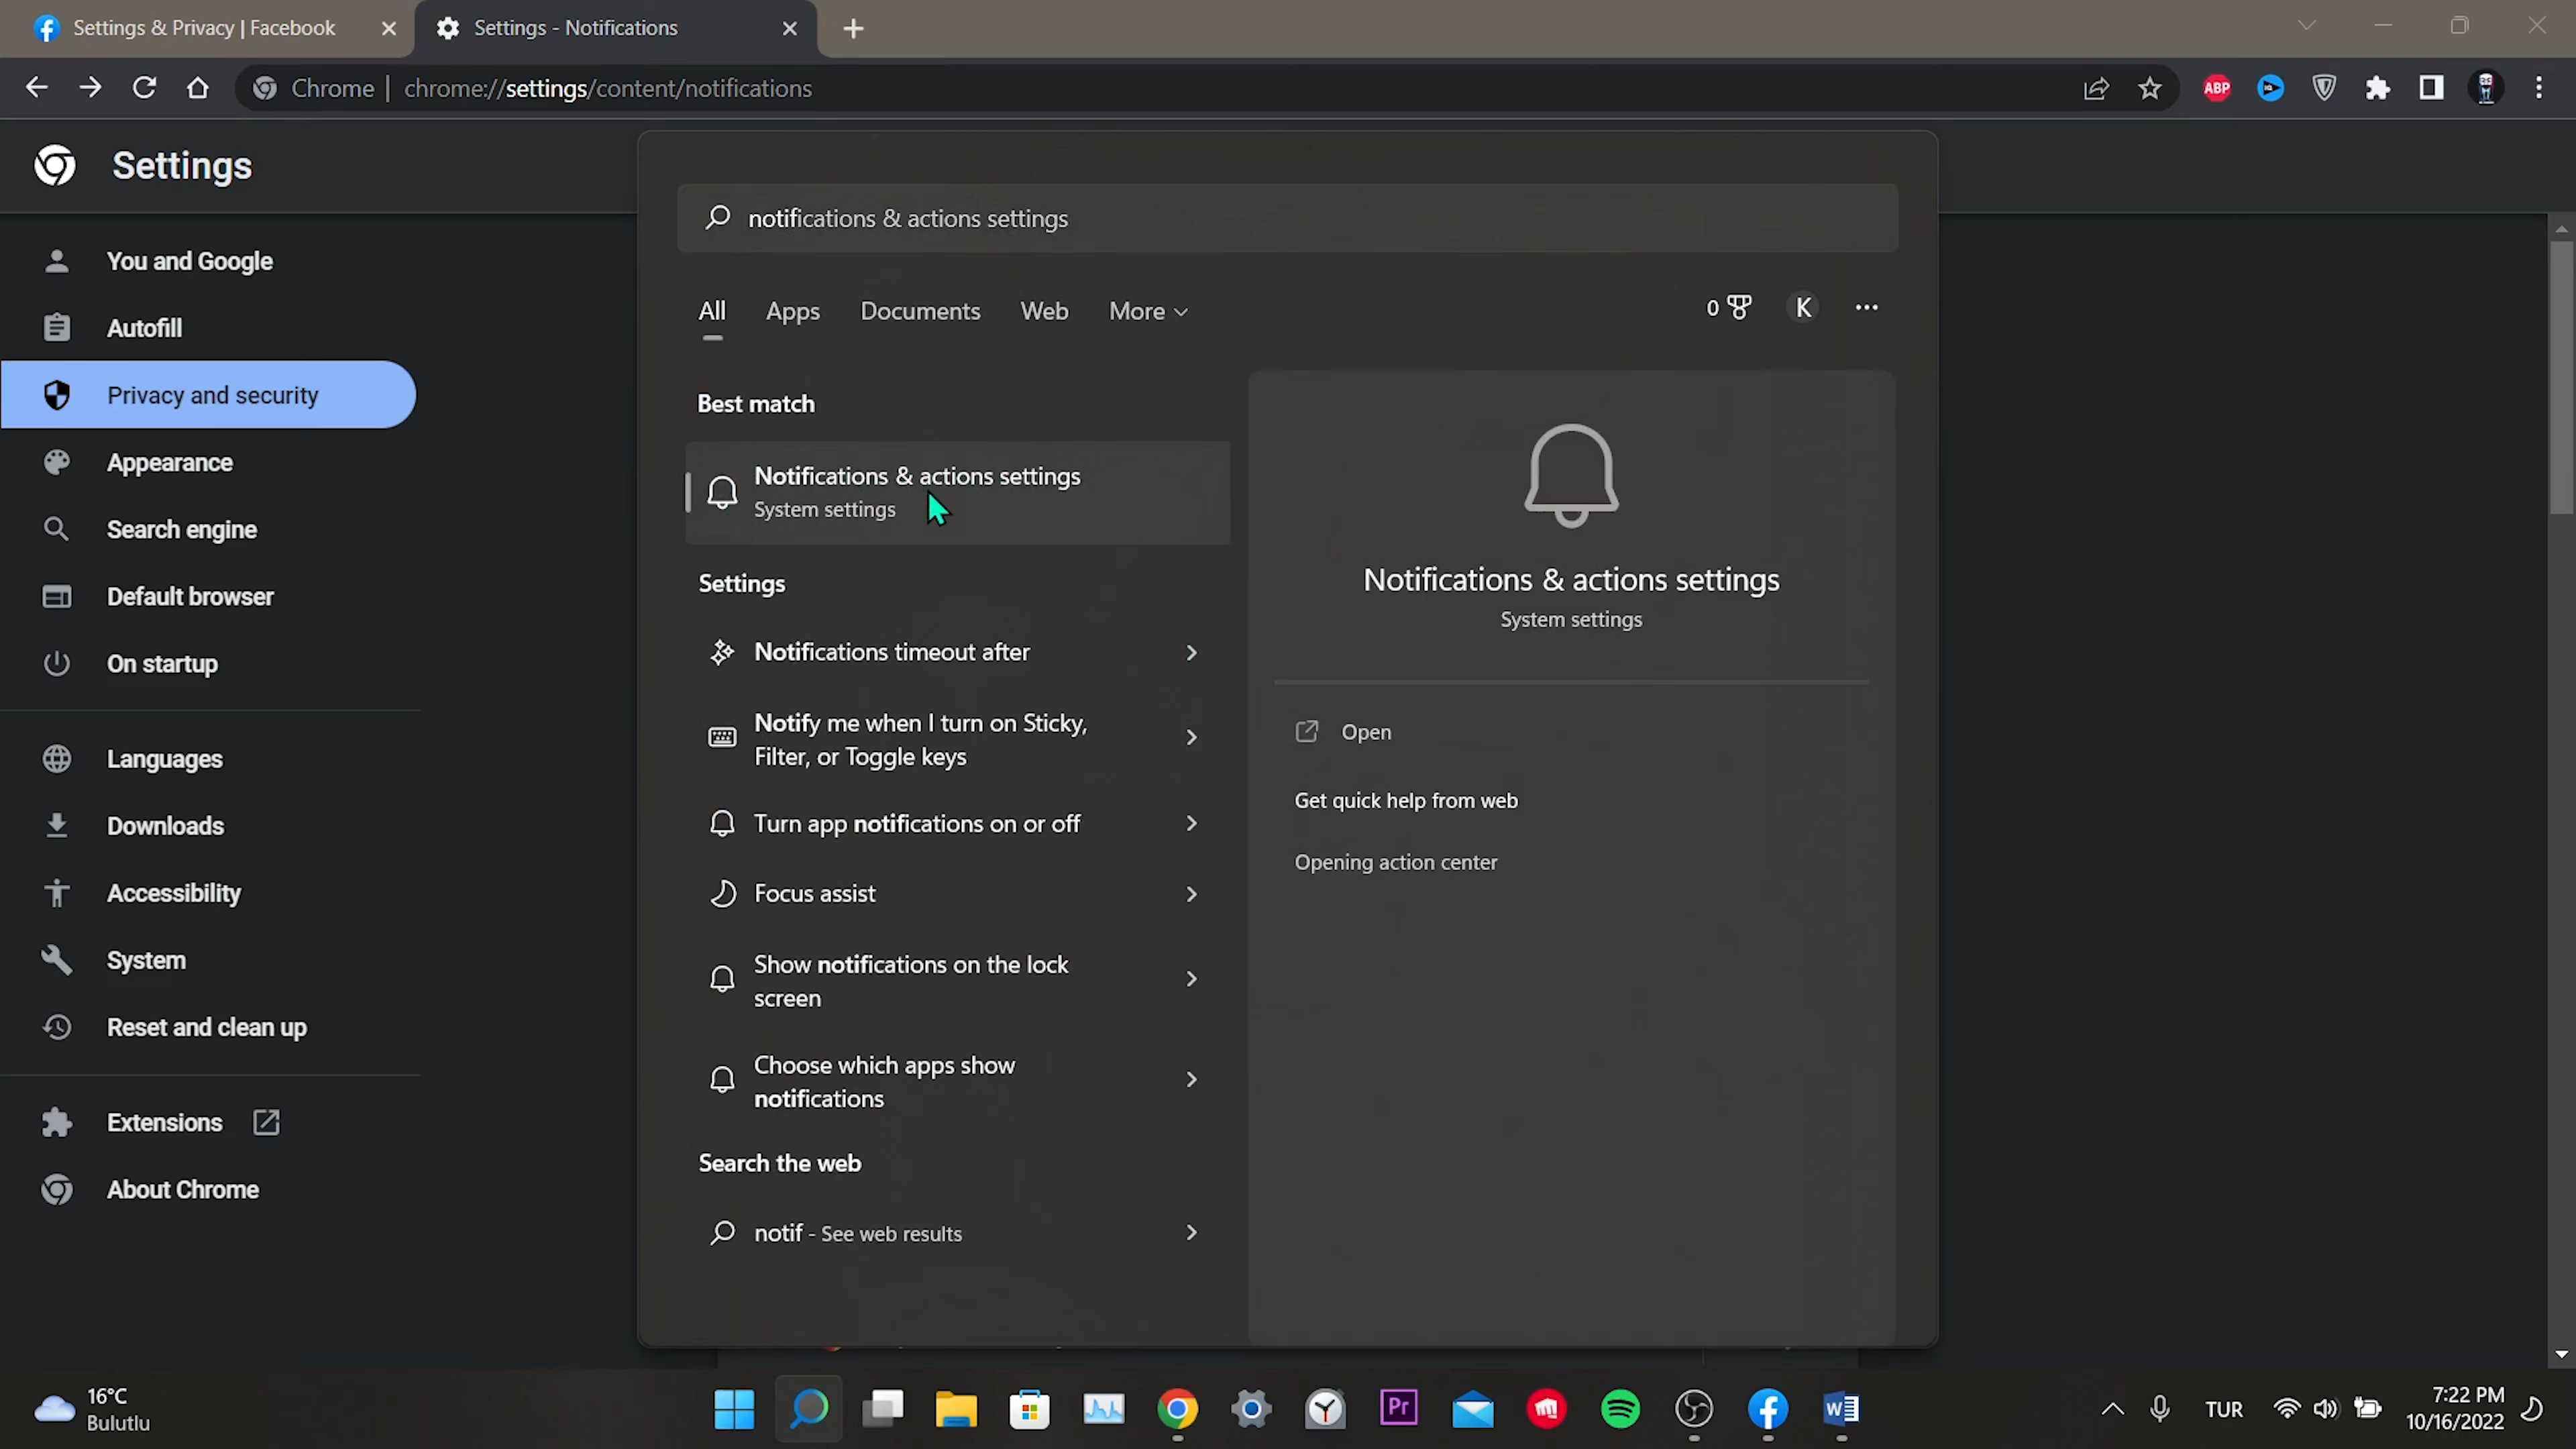 Settings & Privacy | Facebook
Settings - Notifications
Chrome | chrome://settings/content/notifications
ABP
Settings
You and Google
Autofill
Privacy and security
Appearance
Search engine
Default browser
On startup
Languages
Downloads
Accessibility
System
Reset and clean up
Extensions
About Chrome
notifications & actions settings
All Apps Documents Web More
0 K ...
Best match
Notifications & actions settings
System settings
Settings
Notifications timeout after
Notify me when I turn on Sticky,
Filter, or Toggle keys
Turn app notifications on or off
Focus assist
Show notifications on the lock
screen
Choose which apps show
notifications
Search the web
notif - See web results
Notifications & actions settings
System settings
Open
Get quick help from web
Opening action center
16°C
Bulutlu
Pr
W
TUR
7:22 PM
10/16/2022